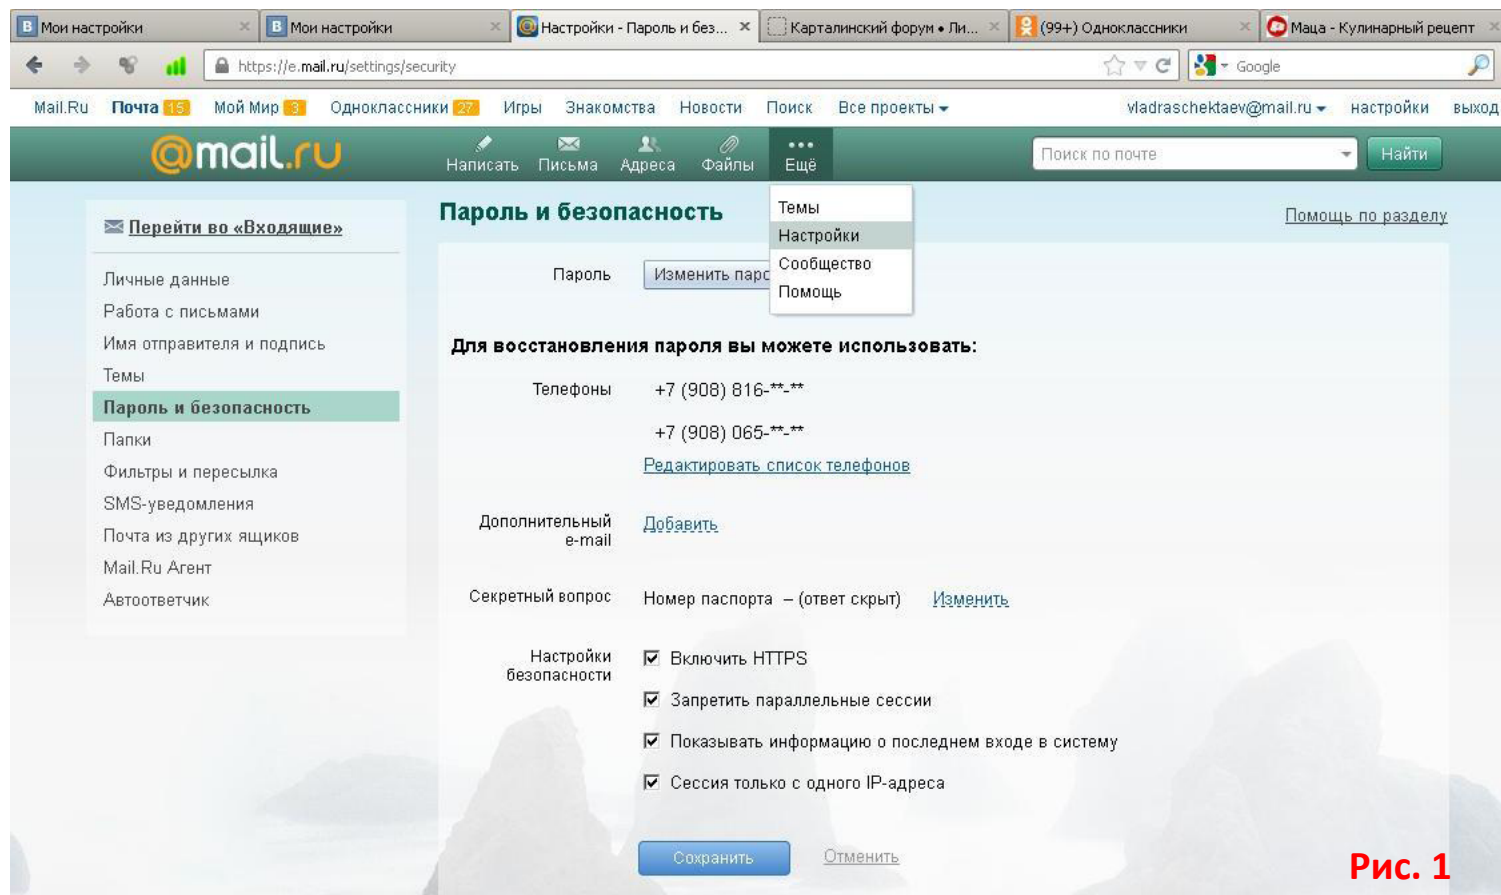 Мои настройки
Мои настройки
Настройки - Пароль и без...
Карталинский форум • Ли...
(99+) Одноклассники
Маца - Кулинарный рецепт
https://e.mail.ru/settings/security
Google
Mail.Ru Почта 15 Мой Мир 3 Одноклассники 27 Игры Знакомства Новости Поиск Все проекты
vladraschektaev@mail.ru настройки выход
@mail.ru
Написать Письма Адреса Файлы Ещё
Поиск по почте Найти
Темы
Настройки
Сообщество
Помощь
Перейти во «Входящие»
Личные данные
Работа с письмами
Имя отправителя и подпись
Темы
Пароль и безопасность
Папки
Фильтры и пересылка
SMS-уведомления
Почта из других ящиков
Mail.Ru Агент
Автоответчик
Пароль и безопасность
Помощь по разделу
Пароль Изменить паро
Для восстановления пароля вы можете использовать:
Телефоны +7 (908) 816-**-**
+7 (908) 065-**-**
Редактировать список телефонов
Дополнительный
e-mail
Добавить
Секретный вопрос Номер паспорта – (ответ скрыт) Изменить
Настройки
безопасности
Включить HTTPS
Запретить параллельные сессии
Показывать информацию о последнем входе в систему
Сессия только с одного IP-адреса
Сохранить Отменить
Рис. 1